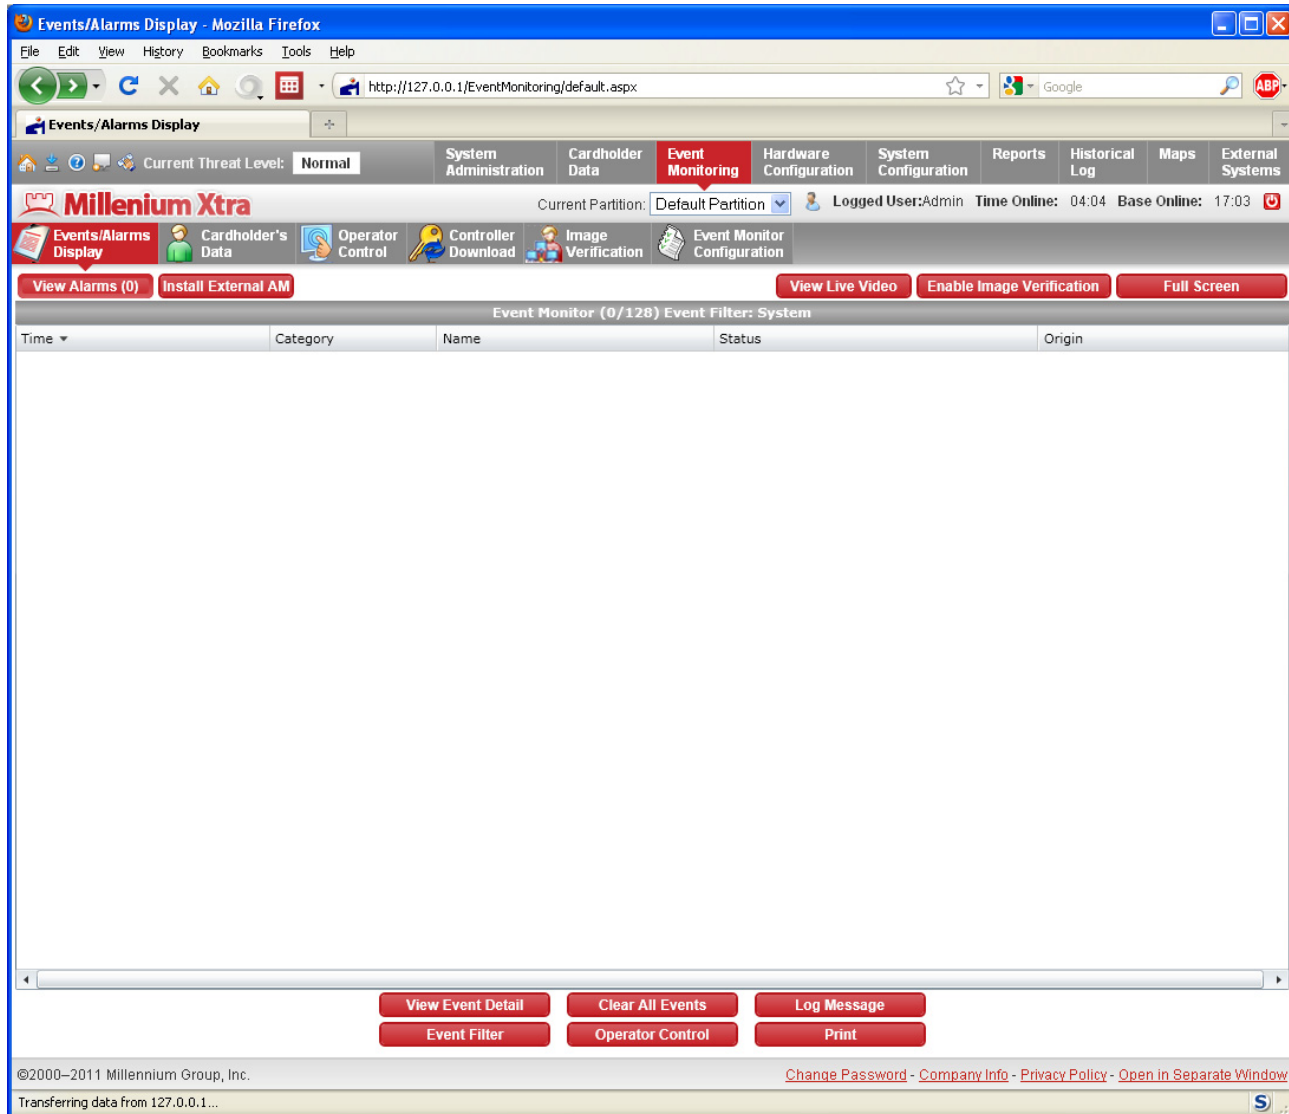 Events/Alarms Display - Mozilla Firefox
File Edit View History Bookmarks Tools Help
http://127.0.0.1/EventMonitoring/default.aspx
Google
ABP
Events/Alarms Display
Current Threat Level: Normal
System Administration
Cardholder Data
Event Monitoring
Hardware Configuration
System Configuration
Reports
Historical Log
Maps
External Systems
Millenium Xtra
Current Partition: Default Partition
Logged User:Admin Time Online: 04:04 Base Online: 17:03
Events/Alarms Display
Cardholder's Data
Operator Control
Controller Download
Image Verification
Event Monitor Configuration
View Alarms (0) Install External AM View Live Video Enable Image Verification Full Screen
Event Monitor (0/128) Event Filter: System
Time Category Name Status Origin
View Event Detail Clear All Events Log Message
Event Filter Operator Control Print
©2000–2011 Millennium Group, Inc. Change Password - Company Info - Privacy Policy - Open in Separate Window
Transferring data from 127.0.0.1...
S